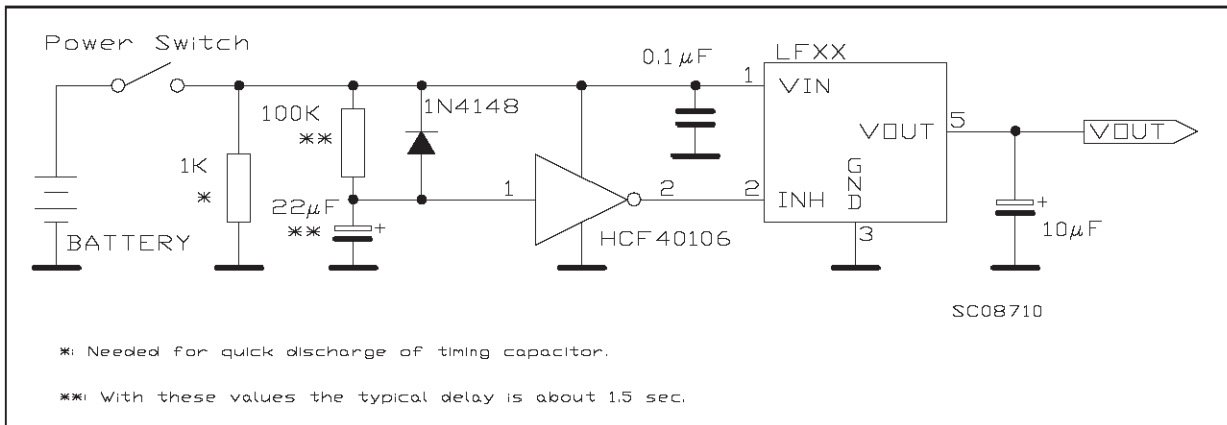 Power Switch
0.1µF
LFXX
1
VIN
100K
**
1N4148
VOUT
5
VOUT
1K
*
GND
1
2
2
INH
22µF
**
+
HCF40106
3
+
10µF
BATTERY
SC08710
*: Needed for quick discharge of timing capacitor.
**: With these values the typical delay is about 1.5 sec.